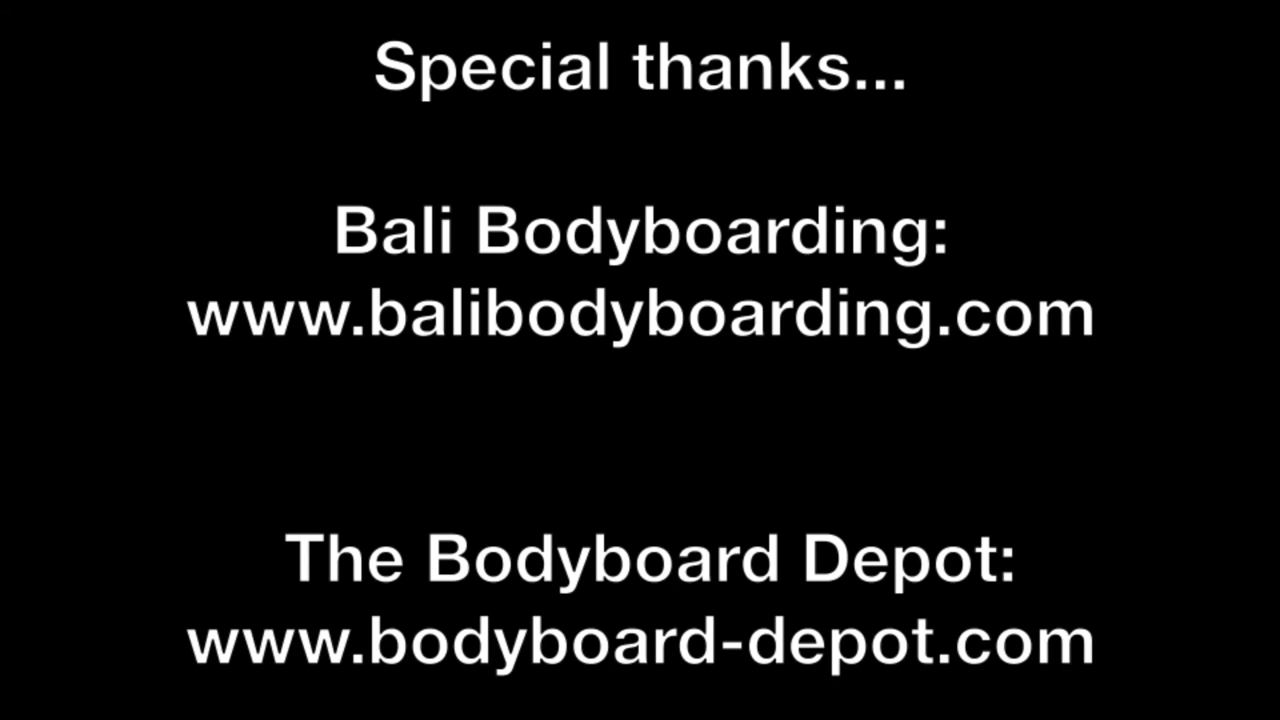 Special thanks...
Bali Bodyboarding:
www.balibodyboarding.com
The Bodyboard Depot:
www.bodyboard-depot.com